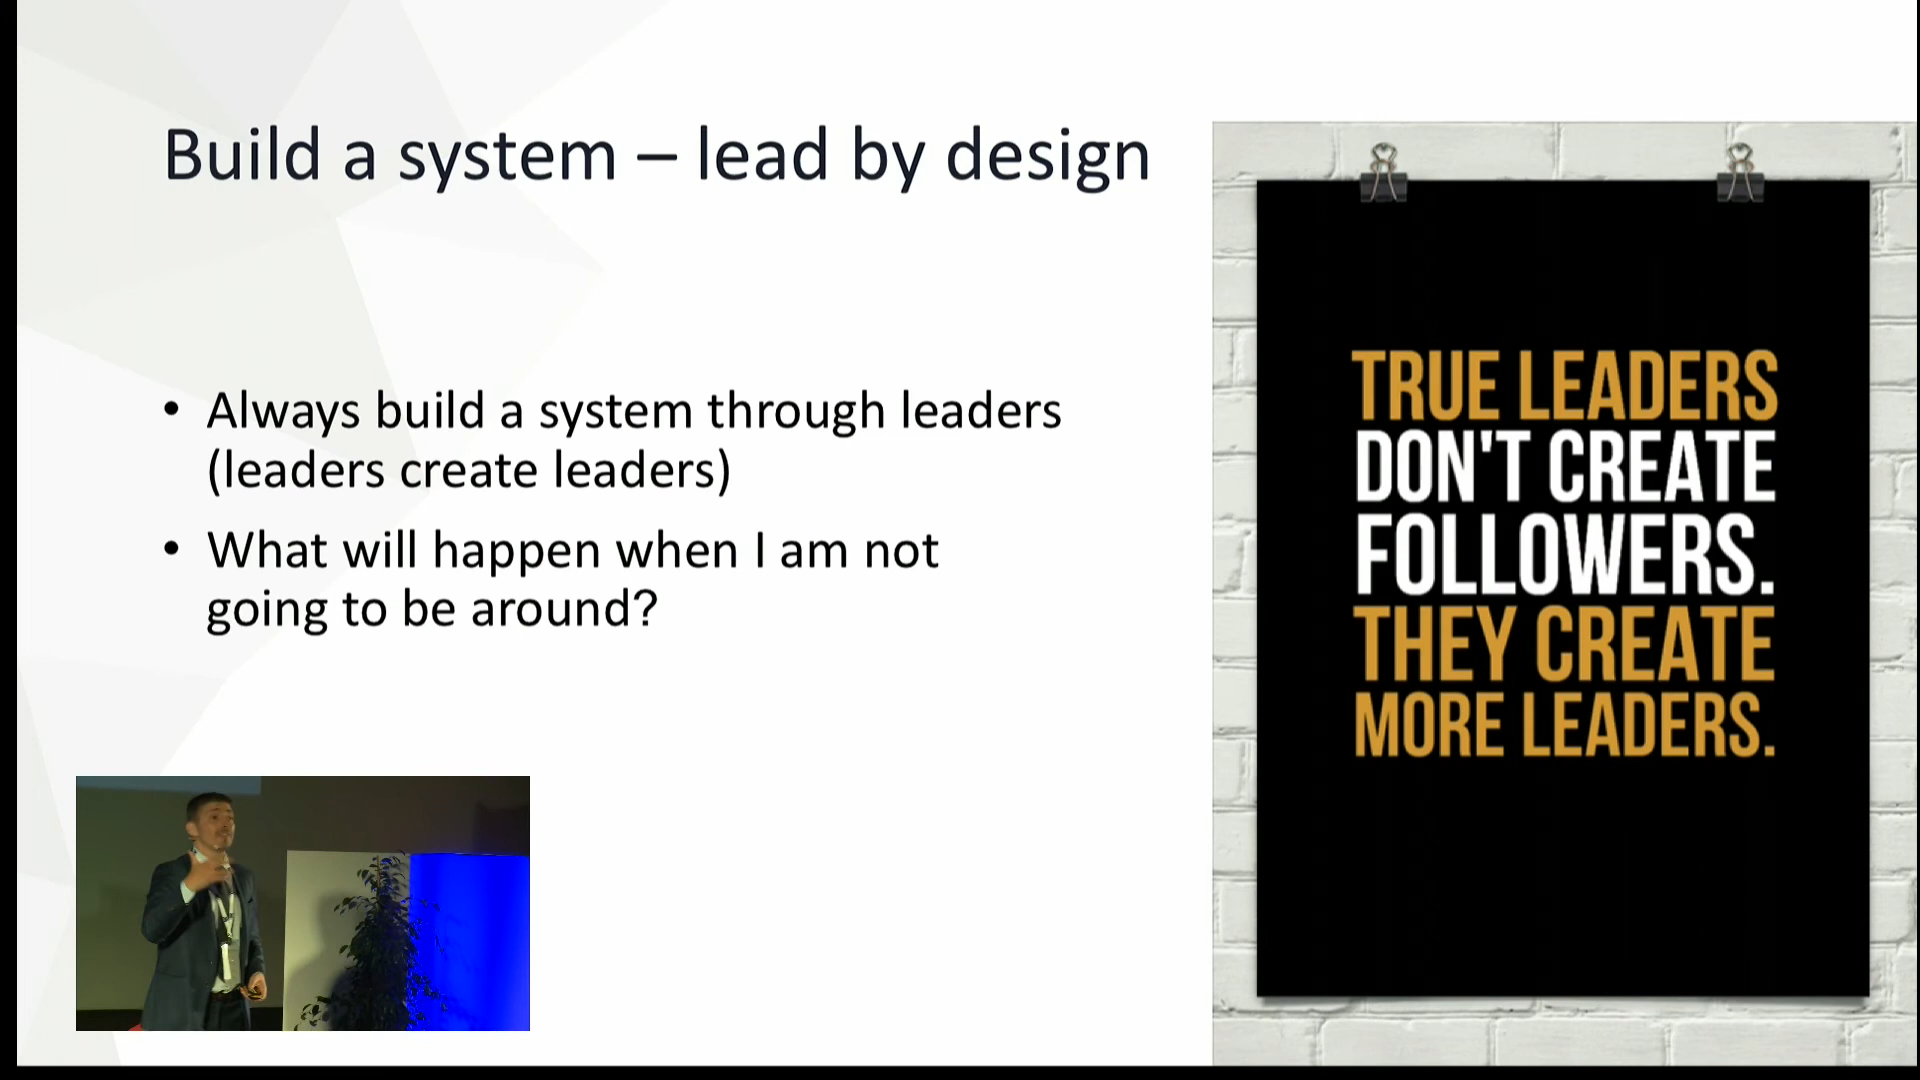 Build a system – lead by design
• Always build a system through leaders
(leaders create leaders)
• What will happen when I am not
going to be around?
TRUE LEADERS
DON'T CREATE
FOLLOWERS.
THEY CREATE
MORE LEADERS.